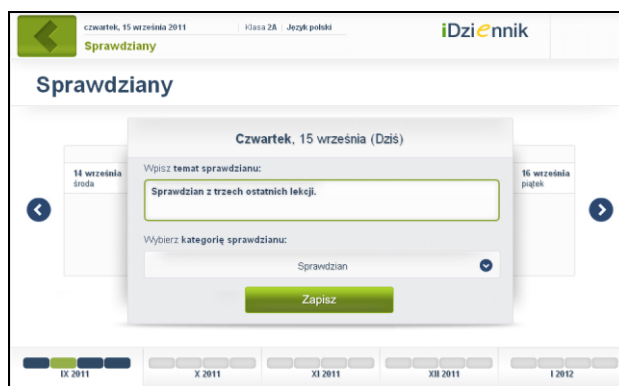 czwartek, 15 września 2011 | Klasa 2A | Język polski
iDziennik
Sprawdziany
Sprawdziany
Czwartek, 15 września (Dziś)
14 września
środa
Wpisz temat sprawdzianu:
Sprawdzian z trzech ostatnich lekcji.
16 września
piątek
Wybierz kategorię sprawdzianu:
Sprawdzian
Zapisz
IX 2011 X 2011 XI 2011 XII 2011 I 2012